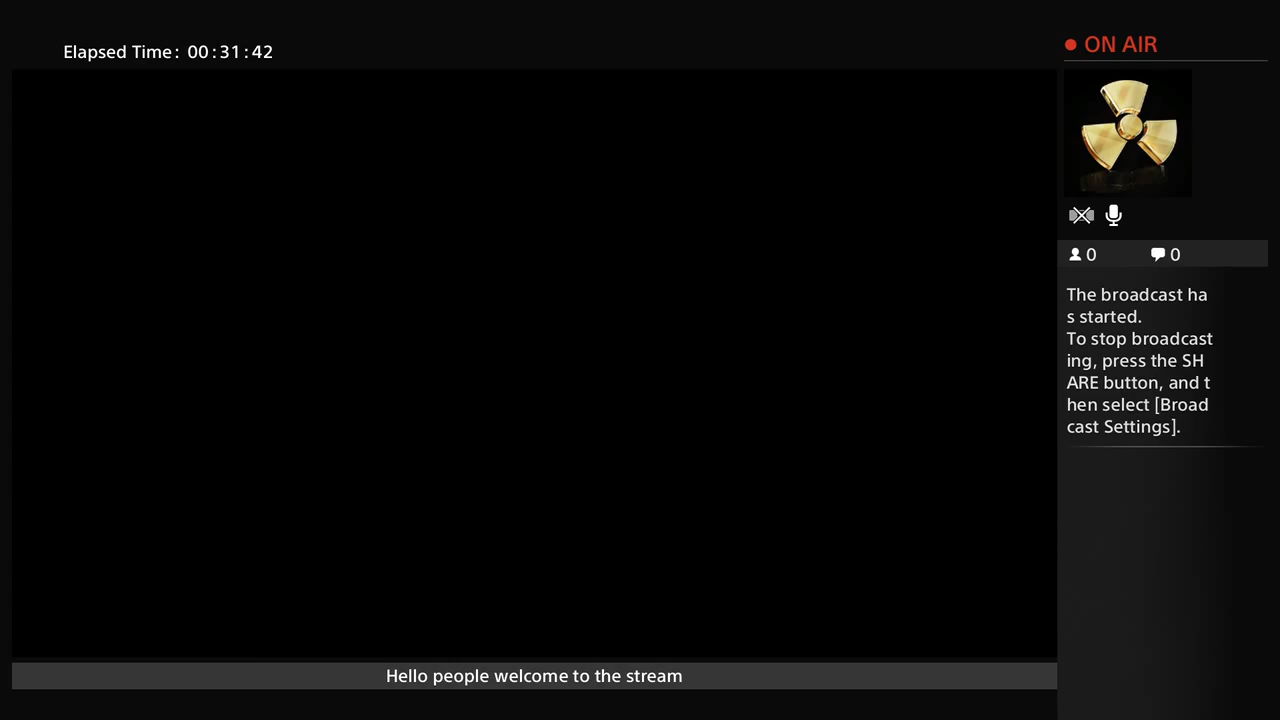 Elapsed Time: 00:31:42
ON AIR
0 0
The broadcast ha
s started.
To stop broadcast
ing, press the SH
ARE button, and t
hen select [Broad
cast Settings].
Hello people welcome to the stream